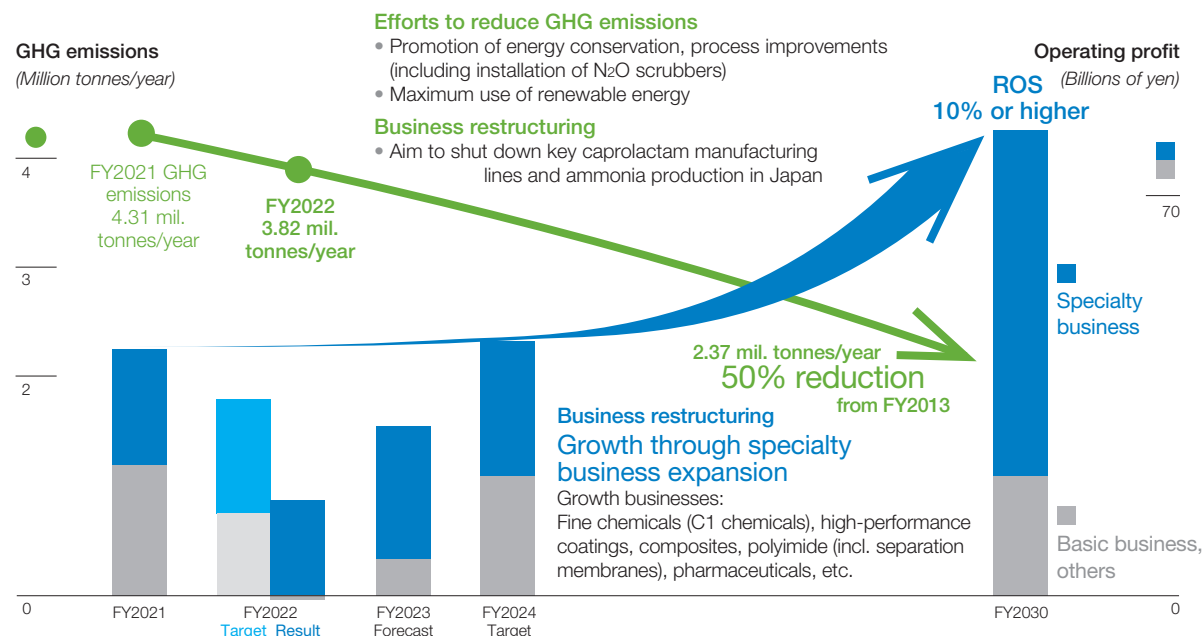 GHG emissions
(Million tonnes/year)
Efforts to reduce GHG emissions
• Promotion of energy conservation, process improvements
(including installation of N2O scrubbers)
• Maximum use of renewable energy
Business restructuring
• Aim to shut down key caprolactam manufacturing
lines and ammonia production in Japan
Operating profit
(Billions of yen)
ROS
10% or higher
4
3
2
0
FY2021 GHG
emissions
4.31 mil.
tonnes/year
FY2022
3.82 mil.
tonnes/year
70
Specialty
business
2.37 mil. tonnes/year
50% reduction
from FY2013
Business restructuring
Growth through specialty
business expansion
Growth businesses:
Fine chemicals (C1 chemicals), high-performance
coatings, composites, polyimide (incl. separation
membranes), pharmaceuticals, etc.
Basic business,
others
0
FY2021
FY2022
Target Result
FY2023
Forecast
FY2024
Target
FY2030